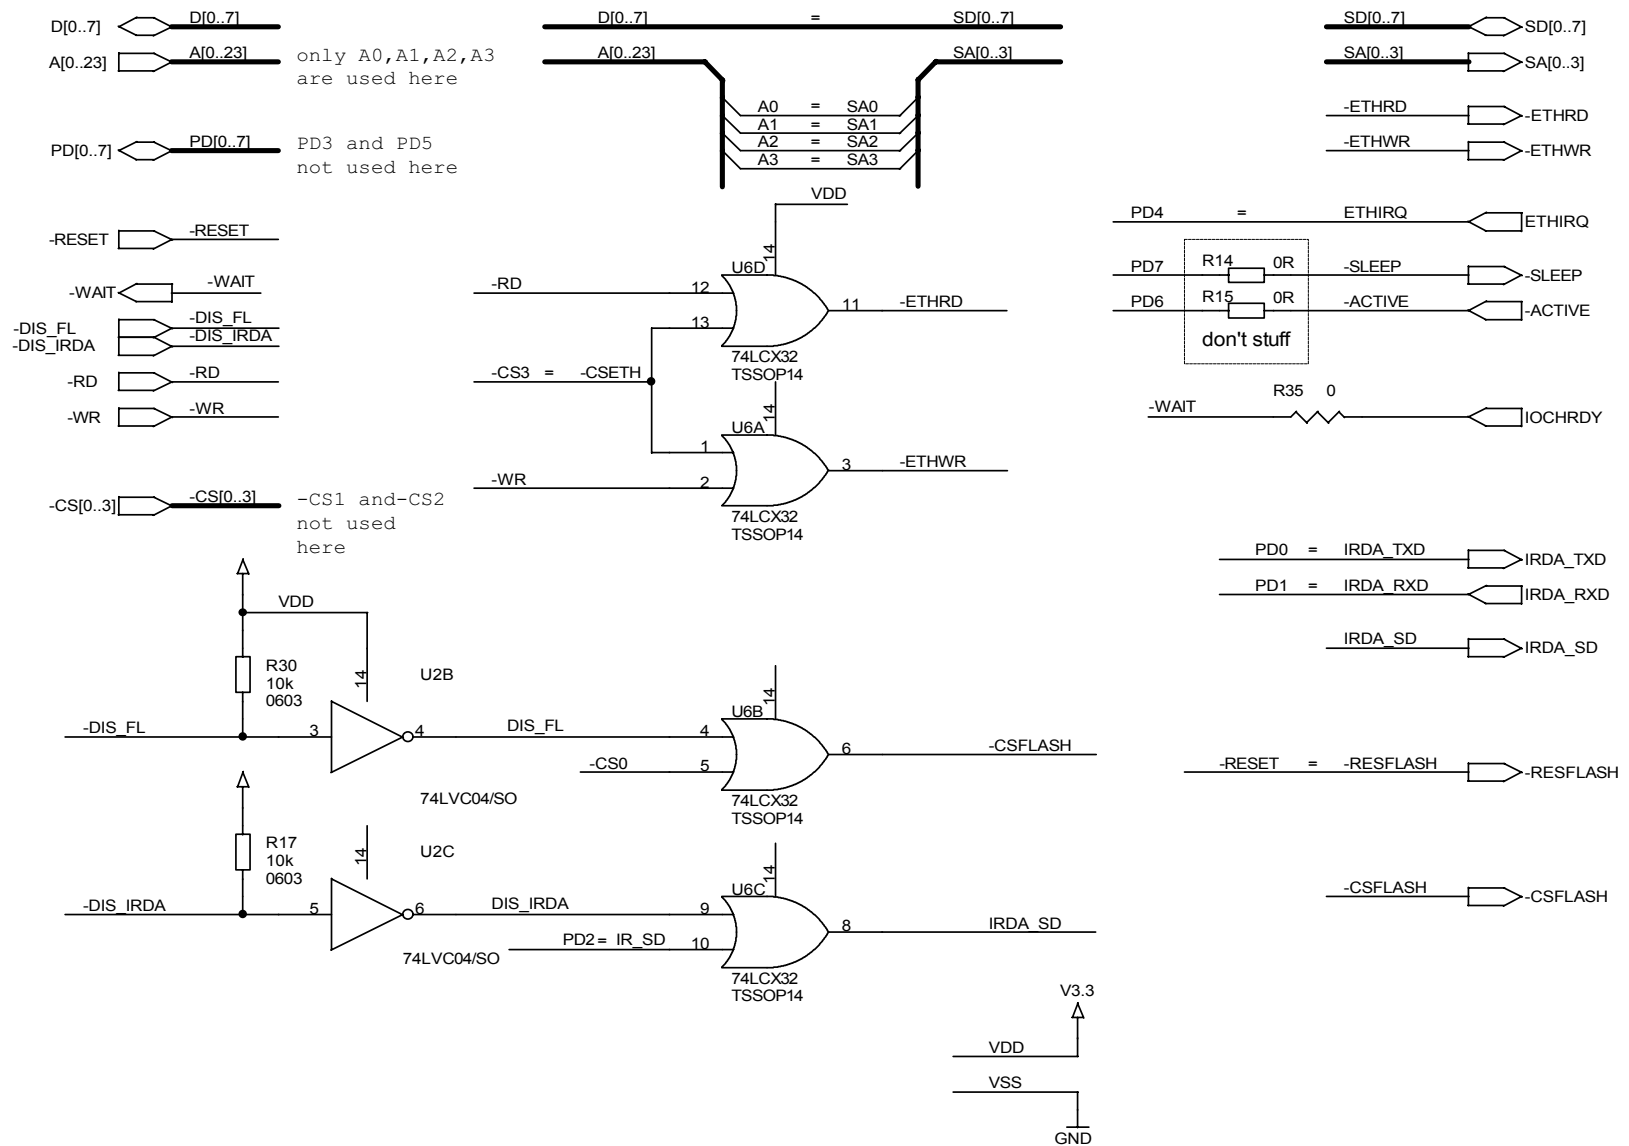 D[0..7] D[0..7] D[0..7] = SD[0..7] SD[0..7] SD[0..7]
A[0..23] A[0..23] only A0,A1,A2,A3 A[0..23] SA[0..3] SA[0..3] SA[0..3]
are used here
A0 = SA0 -ETHRD -ETHRD
A1 = SA1
PD[0..7] PD[0..7] PD3 and PD5 A2 = SA2 -ETHWR -ETHWR
not used here A3 = SA3
VDD
PD4 = ETHIRQ ETHIRQ
-RESET -RESET
14
U6D R14 0R
PD7 -SLEEP -SLEEP
-WAIT -WAIT -RD 12
R15 0R
11 -ETHRD PD6 -ACTIVE -ACTIVE
-DIS_FL -DIS_FL 13
-DIS_IRDA -DIS_IRDA don't stuff
74LCX32
TSSOP14
-RD -RD -CS3 = -CSETH
R35 0
-WR -WR 14 -WAIT IOCHRDY
U6A
1
3 -ETHWR
-WR 2
-CS[0..3] -CS[0..3] -CS1 and-CS2
not used
here
74LCX32
TSSOP14
PD0 = IRDA_TXD IRDA_TXD
PD1 = IRDA_RXD IRDA_RXD
VDD
IRDA_SD IRDA_SD
R30
10k
0603
14 U2B
14
U6B
-DIS_FL 3 4 DIS_FL 4
6 -CSFLASH
-CS0 5 -RESET = -RESFLASH -RESFLASH
74LVC04/SO 74LCX32
TSSOP14
R17
10k
0603
14 U2C
14
U6C
-CSFLASH -CSFLASH
-DIS_IRDA 5 6 DIS_IRDA 9
8 IRDA_SD
PD2= IR_SD 10
74LVC04/SO
74LCX32
TSSOP14
V3.3
VDD
VSS
GND